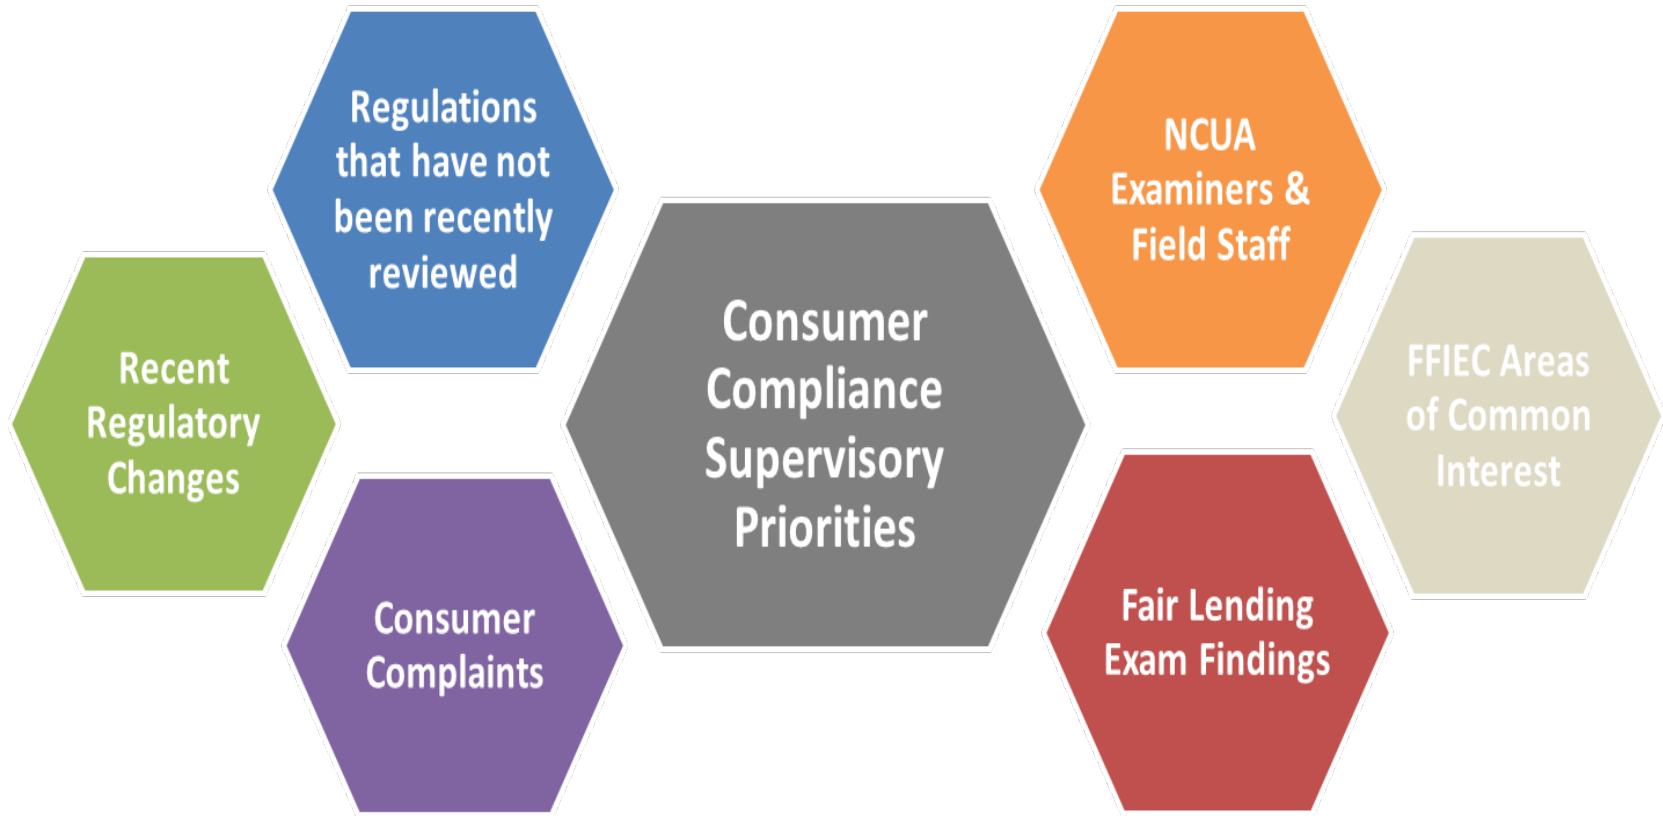 Regulations
that have not
been recently
reviewed
NCUA
Examiners &
Field Staff
Recent
Regulatory
Changes
Consumer
Compliance
Supervisory
Priorities
FFIEC Areas
of Common
Interest
Consumer
Complaints
Fair Lending
Exam Findings